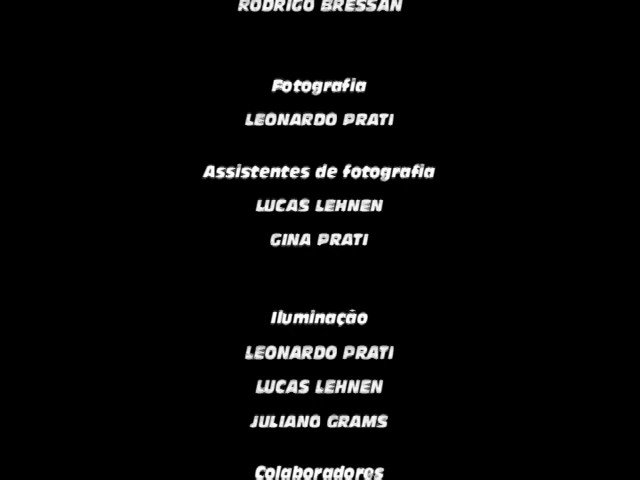 RODRIGO BRESSAN
Fotografia
LEONARDO PRATI
Assistentes de fotografia
LUCAS LEHNEN
GINA PRATI
Iluminação
LEONARDO PRATI
LUCAS LEHNEN
JULIANO GRAMS
Colaboradores